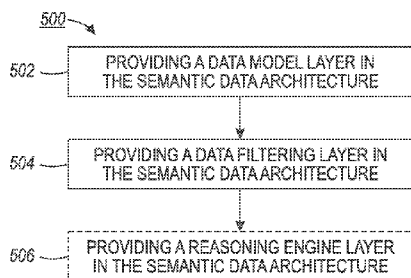 500
502
PROVIDING A DATA MODEL LAYER IN
THE SEMANTIC DATA ARCHITECTURE
504
PROVIDING A DATA FILTERING LAYER IN
THE SEMANTIC DATA ARCHITECTURE
506
PROVIDING A REASONING ENGINE LAYER
IN THE SEMANTIC DATA ARCHITECTURE